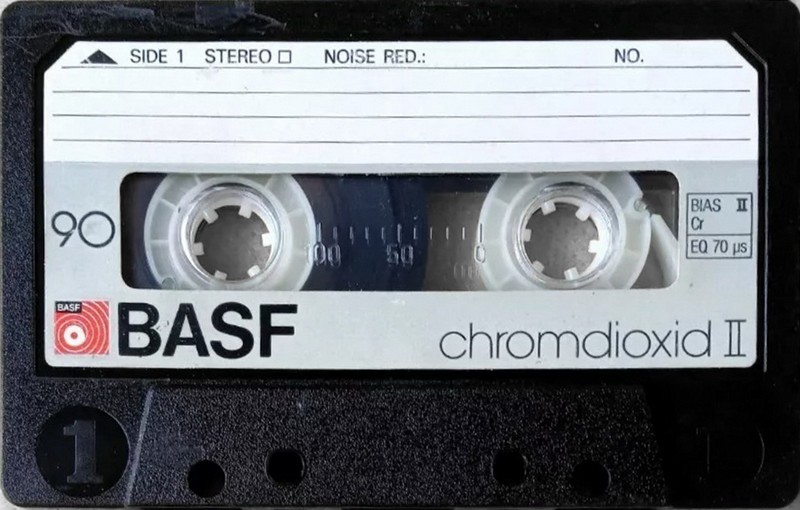 SIDE 1 STEREO NOISE RED.: NO.
90
100 50 0
BIAS II
Cr
EQ 70 µs
BASF
BASF
chromdioxid II
1